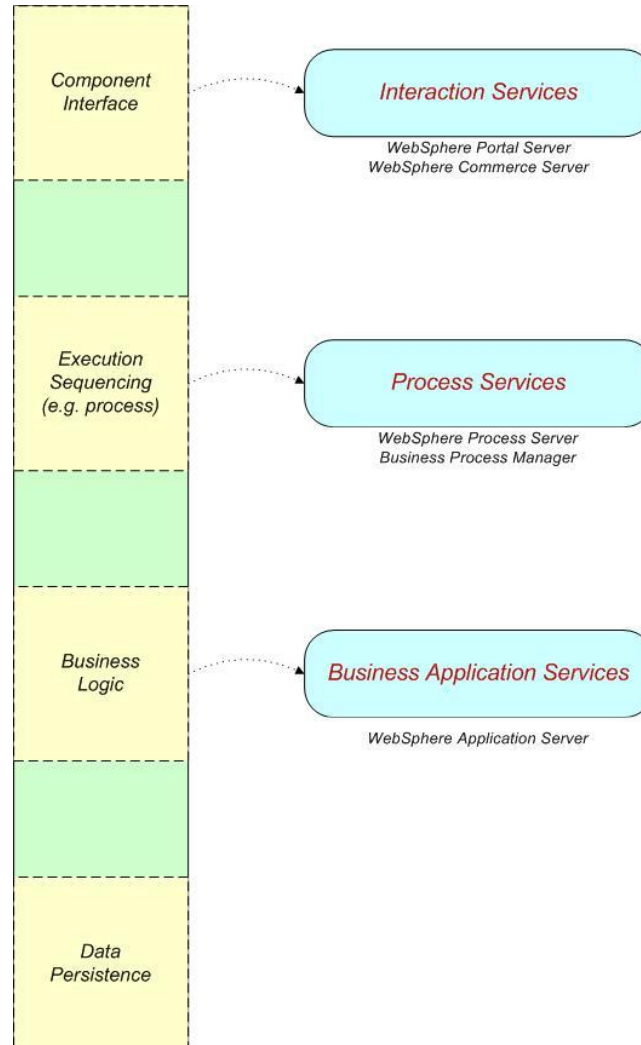 Component
Interface
Interaction Services
WebSphere Portal Server
WebSphere Commerce Server
Execution
Sequencing
(e.g. process)
Process Services
WebSphere Process Server
Business Process Manager
Business
Logic
Business Application Services
WebSphere Application Server
Data
Persistence